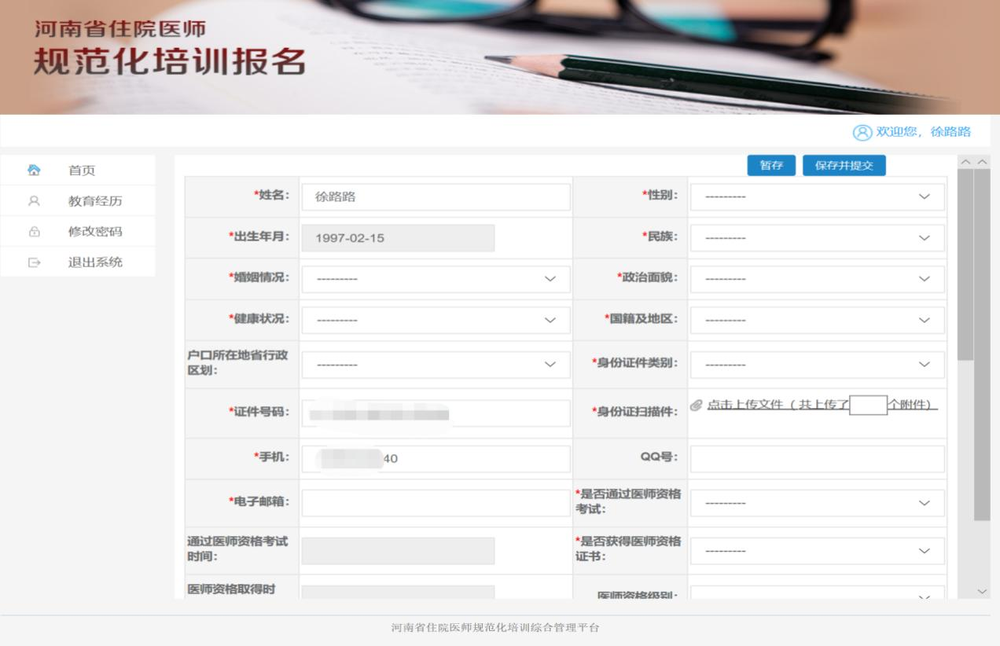 河南省住院医师
规范化培训报名
欢迎您，徐路路
首页
教育经历
修改密码
退出系统
暂存 保存并提交
*姓名： 徐路路 *性别： ---------
*出生年月： 1997-02-15 *民族： ---------
*婚姻情况： --------- *政治面貌： ---------
*健康状况： --------- *国籍及地区： ---------
户口所在地省行政
区划： --------- *身份证件类别： ---------
*证件号码： *身份证扫描件： 点击上传文件（共上传了 个附件）
*手机： 40 QQ号：
*电子邮箱： *是否通过医师资格
考试： ---------
通过医师资格考试
时间： *是否获得医师资格
证书： ---------
医师资格取得时 医师资格级别：
河南省住院医师规范化培训综合管理平台